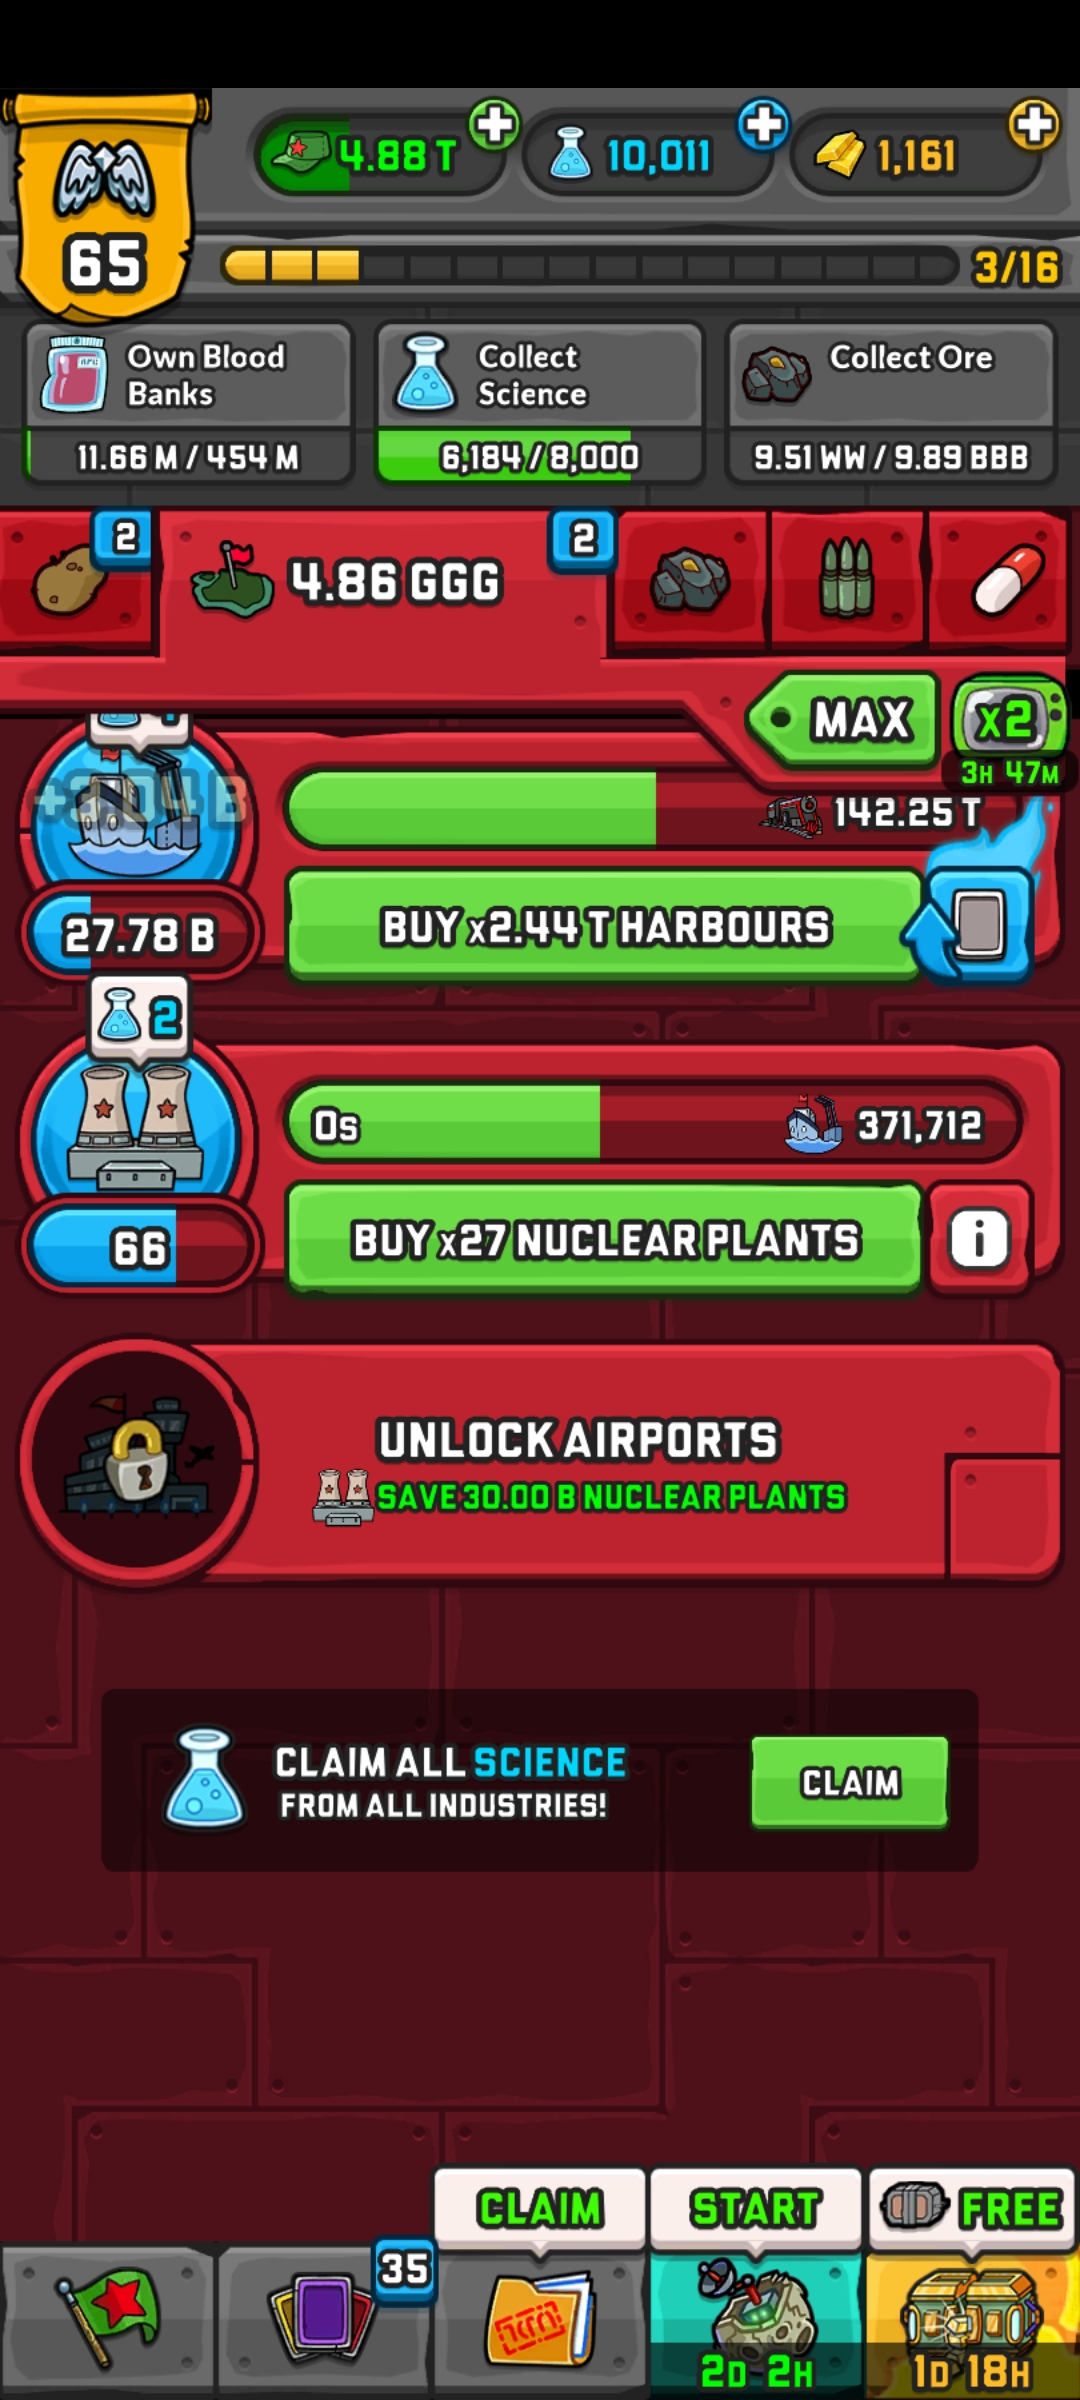 4.88 T
10,011
1,161
65
3/16
Own Blood
Banks
11.66 M / 454 M
Collect
Science
6,184 / 8,000
Collect Ore
9.51 WW / 9.89 BBB
2
4.86 GGG
2
MAX
x2
3H 47M
142.25 T
27.78 B
BUY x2.44 T HARBOURS
2
0s
371,712
66
BUY x27 NUCLEAR PLANTS
i
UNLOCK AIRPORTS
SAVE 30.00 B NUCLEAR PLANTS
CLAIM ALL SCIENCE
FROM ALL INDUSTRIES!
CLAIM
CLAIM
START
FREE
35
2D 2H
1D 18H